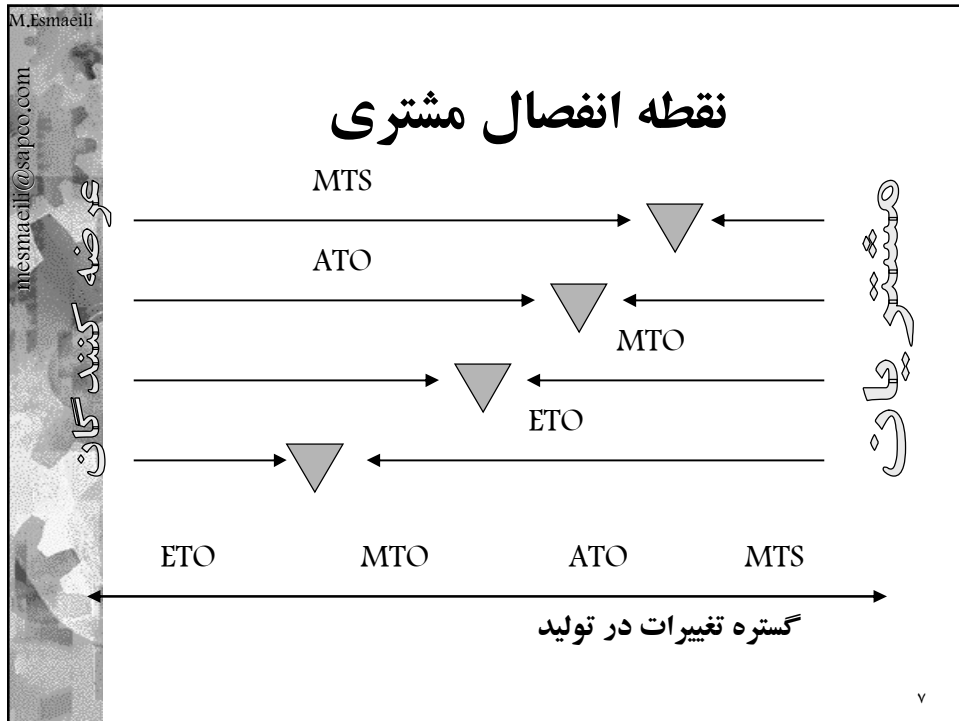 M.Esmaeili
mesmaeili@sapco.com
نقطه انفصال مشتری
MTS
ATO
MTO
ETO
عرضه کنندگان
مشتریان
ETO MTO ATO MTS
گستره تغییرات در تولید
۷